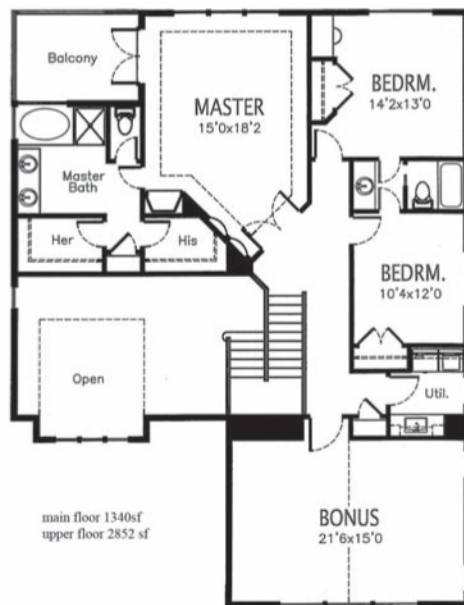 Balcony
MASTER
15'0x18'2
BEDRM.
14'2x13'0
Master
Bath
Her
His
BEDRM.
10'4x12'0
Open
Util.
main floor 1340sf
upper floor 2852 sf
BONUS
21'6x15'0